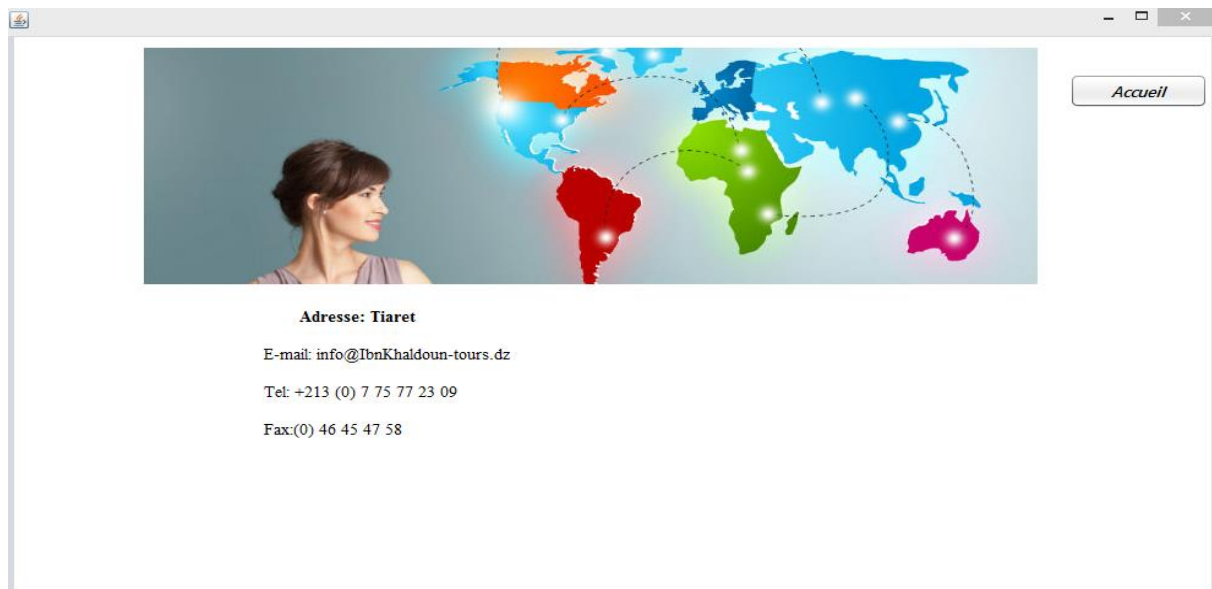 Accueil
Adresse: Tiaret
E-mail: info@IbnKhaldoun-tours.dz
Tel: +213 (0) 7 75 77 23 09
Fax:(0) 46 45 47 58